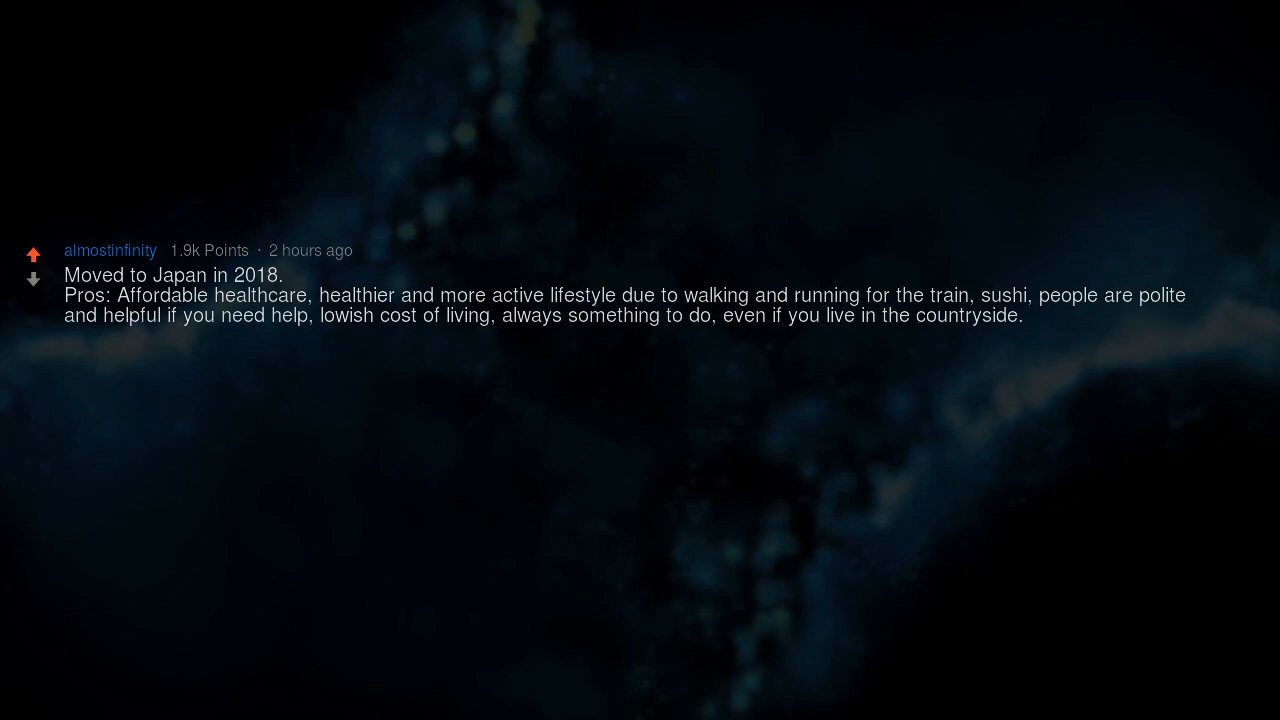 almostinfinity 1.9k Points · 2 hours ago
Moved to Japan in 2018.
Pros: Affordable healthcare, healthier and more active lifestyle due to walking and running for the train, sushi, people are polite
and helpful if you need help, lowish cost of living, always something to do, even if you live in the countryside.